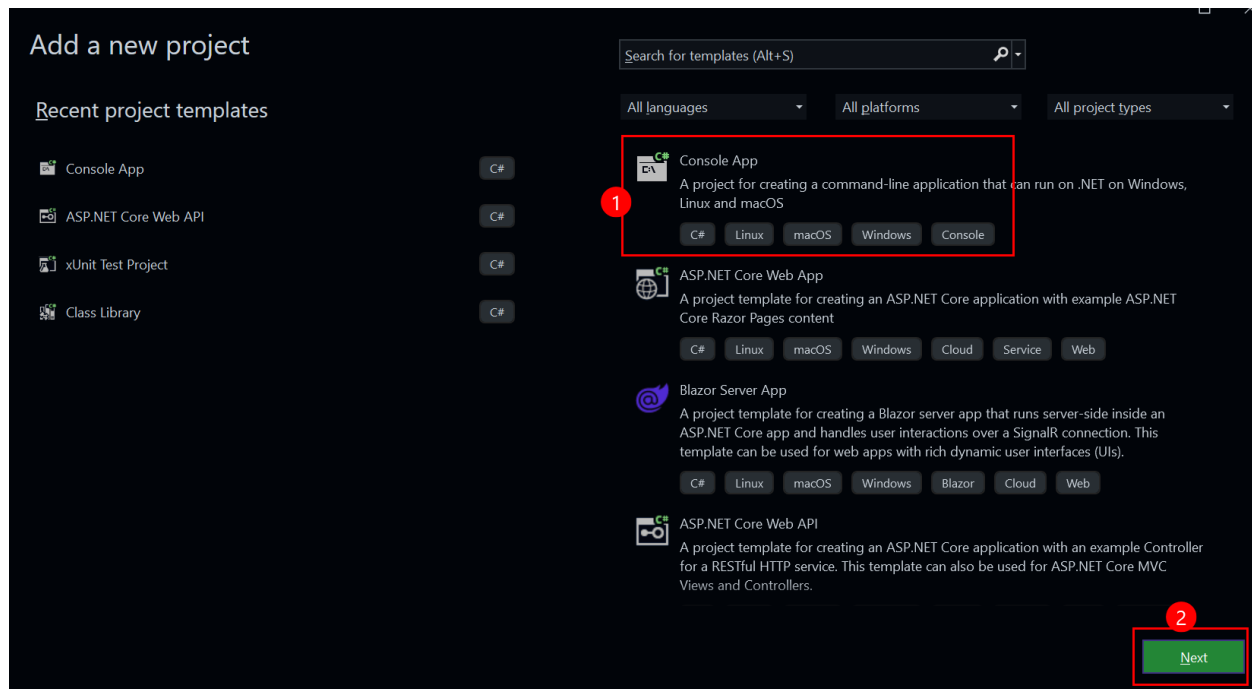 Add a new project
Search for templates (Alt+S)
Recent project templates
All languages
All platforms
All project types
Console App
C#
ASP.NET Core Web API
C#
xUnit Test Project
C#
Class Library
C#
1
C#
C:\
Console App
A project for creating a command-line application that can run on .NET on Windows,
Linux and macOS
C# Linux macOS Windows Console
C#
ASP.NET Core Web App
A project template for creating an ASP.NET Core application with example ASP.NET
Core Razor Pages content
C# Linux macOS Windows Cloud Service Web
Blazor Server App
A project template for creating a Blazor server app that runs server-side inside an
ASP.NET Core app and handles user interactions over a SignalR connection. This
template can be used for web apps with rich dynamic user interfaces (UIs).
C# Linux macOS Windows Blazor Cloud Web
C#
ASP.NET Core Web API
A project template for creating an ASP.NET Core application with an example Controller
for a RESTful HTTP service. This template can also be used for ASP.NET Core MVC
Views and Controllers.
2
Next